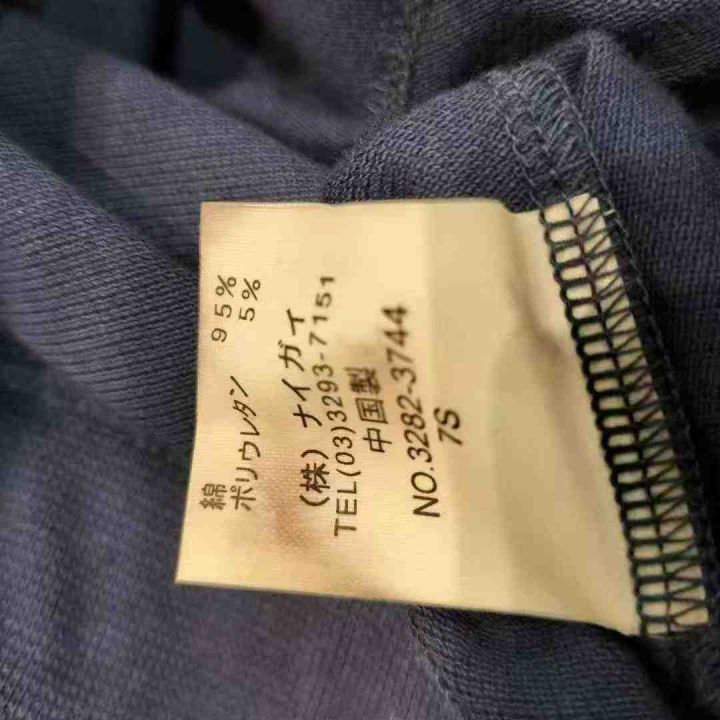 綿 95%
ポリウレタン 5%
(株) ナイガイ
TEL(03)3293-7151
中国製
NO.3282-3744
7S